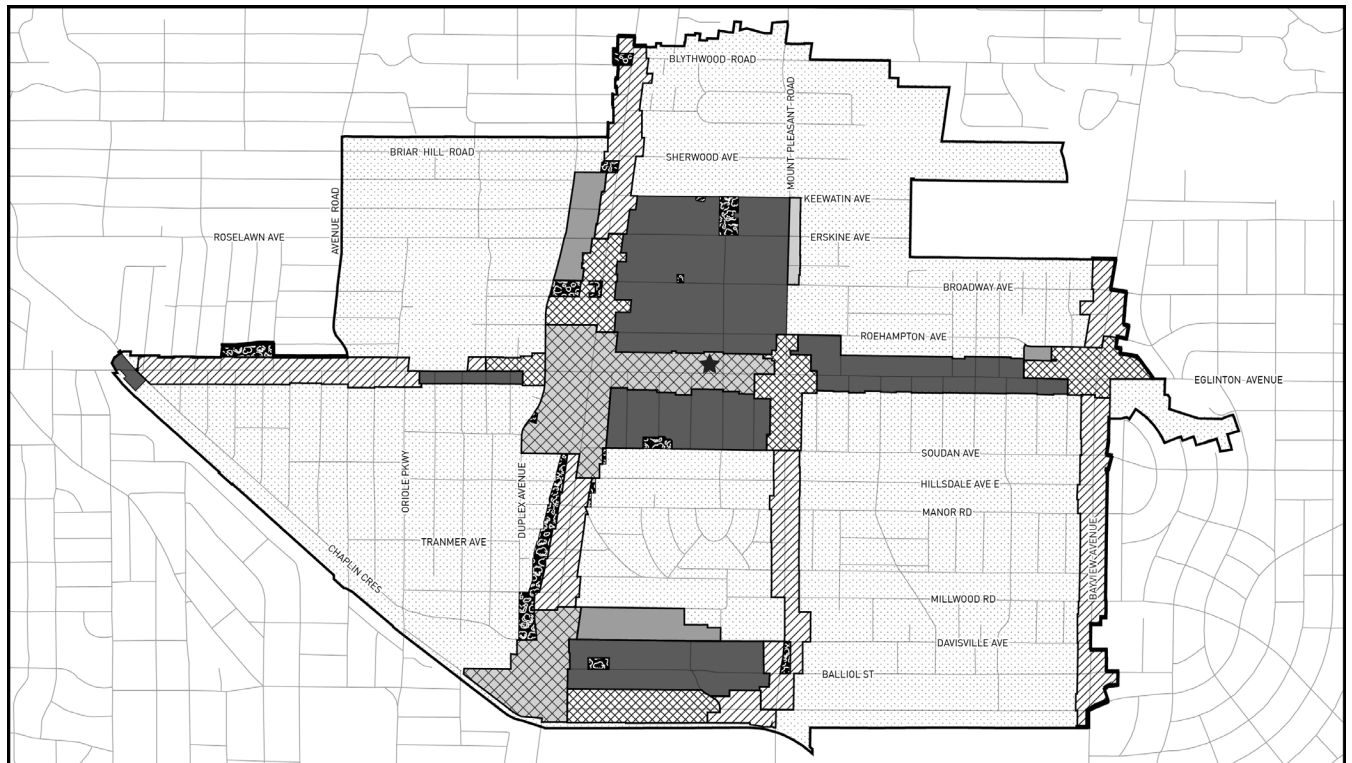 BLYTHWOOD ROAD
MOUNT PLEASANT ROAD
BRIAR HILL ROAD
SHERWOOD AVE
AVENUE ROAD
KEEWATIN AVE
ROSELAWN AVE
ERSKINE AVE
BROADWAY AVE
ROEHAMPTON AVE
EGLINTON AVENUE
ORIOLE PKWY
DUPLEX AVENUE
SOUDAN AVE
HILLSDALE AVE E
MANOR RD
TRANMER AVE
CHAPLIN CRES
BAYVIEW AVENUE
MILLWOOD RD
DAVISVILLE AVE
BALLIOL ST